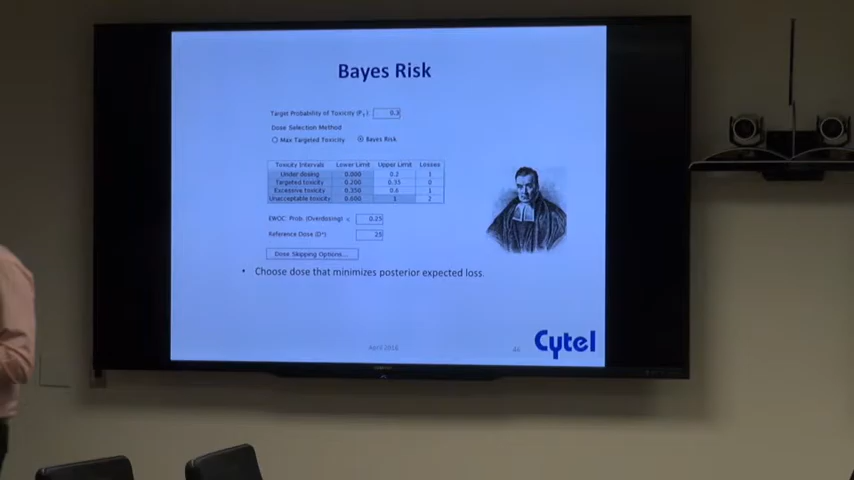 Bayes Risk
Target Probability of Toxicity (PT): 0.3
Dose Selection Method
Max Targeted Toxicity Bayes Risk
Toxicity Intervals Lower Limit Upper Limit Losses
Under dosing 0.000 0.2 1
Targeted toxicity 0.200 0.35 0
Excessive toxicity 0.350 0.6 1
Unacceptable toxicity 0.600 1 2
EWOC Prob. (Overdosing) < 0.25
Reference Dose (D*) 25
Dose Skipping Options...
• Choose dose that minimizes posterior expected loss.
April 2016
Cytel